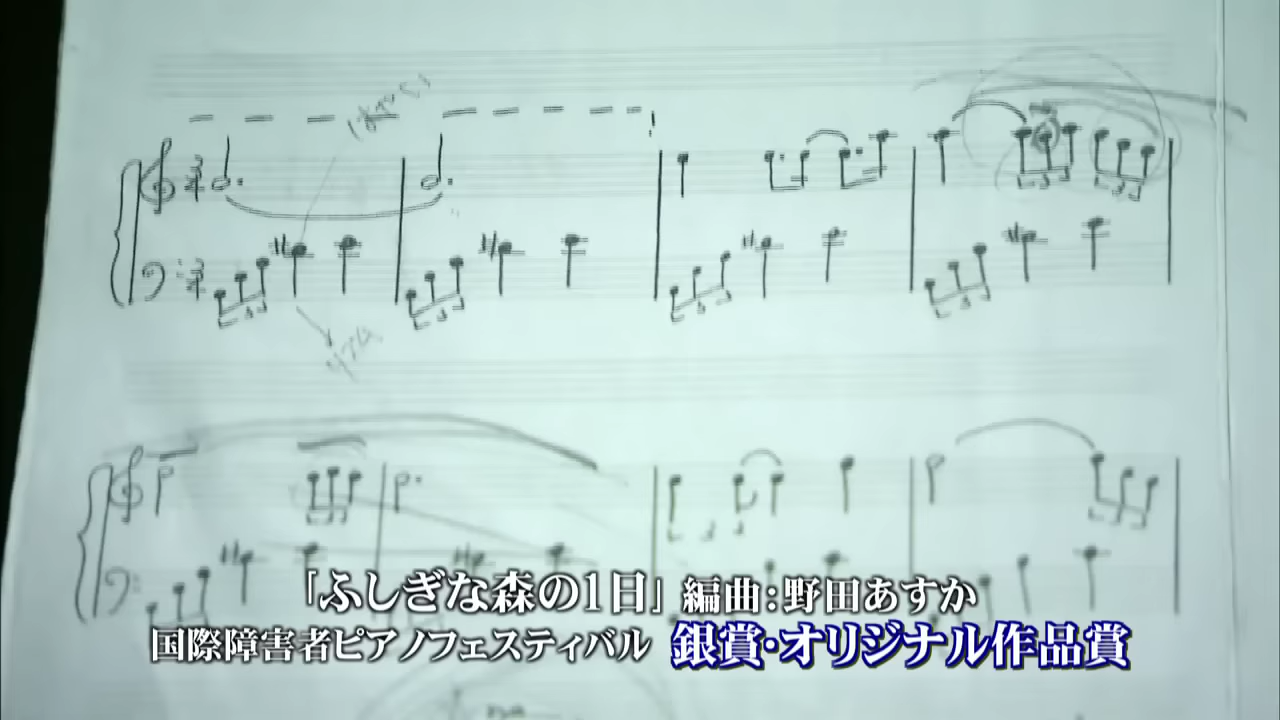 「ふしぎな森の1日」 編曲：野田あすか
国際障害者ピアノフェスティバル 銀賞・オリジナル作品賞